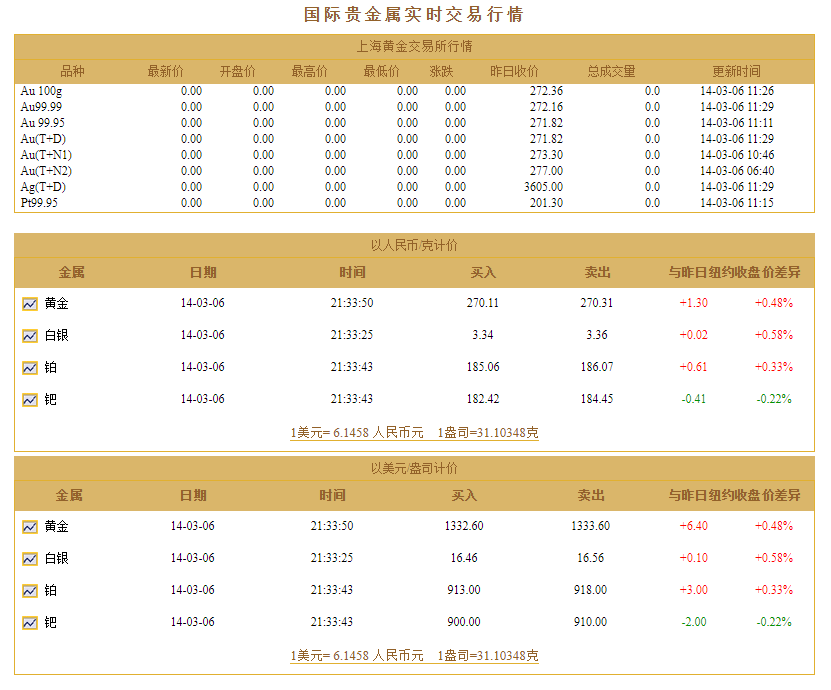 国际贵金属实时交易行情
上海黄金交易所行情
品种 最新价 开盘价 最高价 最低价 涨跌 昨日收价 总成交量 更新时间
Au 100g 0.00 0.00 0.00 0.00 0.00 272.36 0.0 14-03-06 11:26
Au99.99 0.00 0.00 0.00 0.00 0.00 272.16 0.0 14-03-06 11:29
Au 99.95 0.00 0.00 0.00 0.00 0.00 271.82 0.0 14-03-06 11:11
Au(T+D) 0.00 0.00 0.00 0.00 0.00 271.82 0.0 14-03-06 11:29
Au(T+N1) 0.00 0.00 0.00 0.00 0.00 273.30 0.0 14-03-06 10:46
Au(T+N2) 0.00 0.00 0.00 0.00 0.00 277.00 0.0 14-03-06 06:40
Ag(T+D) 0.00 0.00 0.00 0.00 0.00 3605.00 0.0 14-03-06 11:29
Pt99.95 0.00 0.00 0.00 0.00 0.00 201.30 0.0 14-03-06 11:15
以人民币/克计价
金属 日期 时间 买入 卖出 与昨日纽约收盘价差异
黄金 14-03-06 21:33:50 270.11 270.31 +1.30 +0.48%
白银 14-03-06 21:33:25 3.34 3.36 +0.02 +0.58%
铂 14-03-06 21:33:43 185.06 186.07 +0.61 +0.33%
钯 14-03-06 21:33:43 182.42 184.45 -0.41 -0.22%
1美元= 6.1458 人民币元 1盎司=31.10348克
以美元/盎司计价
金属 日期 时间 买入 卖出 与昨日纽约收盘价差异
黄金 14-03-06 21:33:50 1332.60 1333.60 +6.40 +0.48%
白银 14-03-06 21:33:25 16.46 16.56 +0.10 +0.58%
铂 14-03-06 21:33:43 913.00 918.00 +3.00 +0.33%
钯 14-03-06 21:33:43 900.00 910.00 -2.00 -0.22%
1美元= 6.1458 人民币元 1盎司=31.10348克